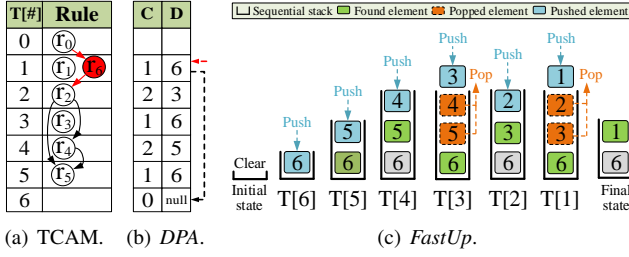 T[#] Rule
0 r0
1 r1 r6
2 r2
3 r3
4 r4
5 r5
6
(a) TCAM.
C D
1 6
2 3
1 6
2 5
1 6
0 null
(b) DPA.
Sequential stack Found element Popped element Pushed element
Push Push Push Push Push Push
Pop Pop
3 1
4 4 2 2
5 5 5 3 3 1
6 6 6 6 6 6 6
Clear
Initial state T[6] T[5] T[4] T[3] T[2] T[1] Final state
(c) FastUp.